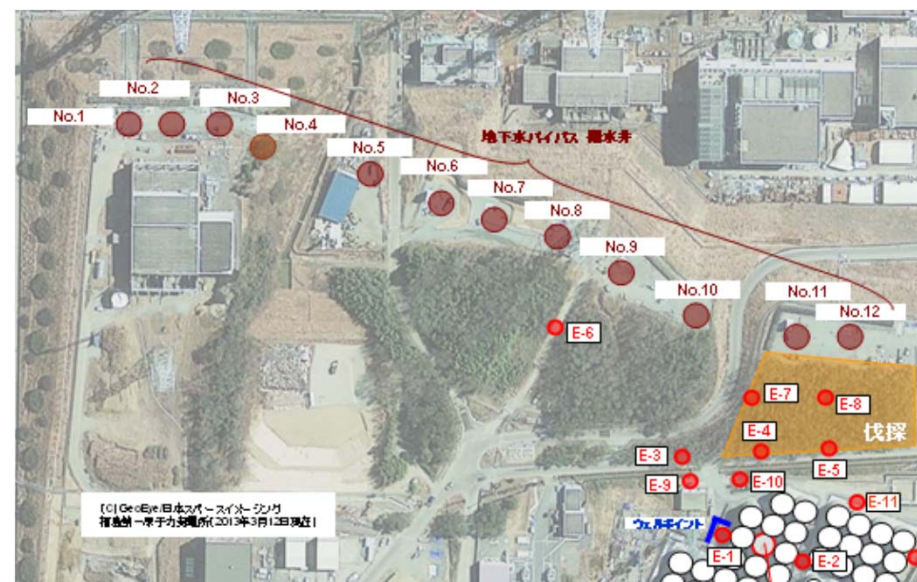 No.1
No.2
No.3
No.4
No.5
No.6
No.7
No.8
No.9
No.10
No.11
No.12
地下水バイパス 揚水井
E-6
E-7
E-8
伐採
E-4
E-5
E-3
E-9
E-10
E-11
ウェルポイント
E-1
E-2
(C)GeoEye/日本スペースイメージング
福島第一原子力発電所(2013年3月12日現在)